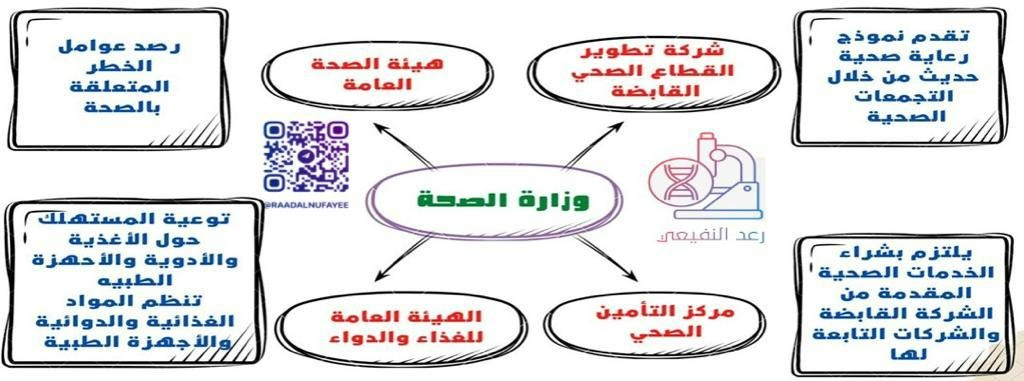 تقدم نموذج
رعاية صحية
حديث من خلال
التجمعات
الصحية
شركة تطوير
القطاع الصحي
القابضة
هيئة الصحة
العامة
رصد عوامل
الخطر
المتعلقة
بالصحة
وزارة الصحة
رعد النفيعي
@RAADALNUFAYEE
يلتزم بشراء
الخدمات الصحية
المقدمة من
الشركة القابضة
والشركات التابعة
لها
مركز التأمين
الصحي
الهيئة العامة
للغذاء والدواء
توعية المستهلك
حول الأغذية
والأدوية والأجهزة
الطبيه
تنظم المواد
الغذائية والدوائية
والأجهزة الطبية